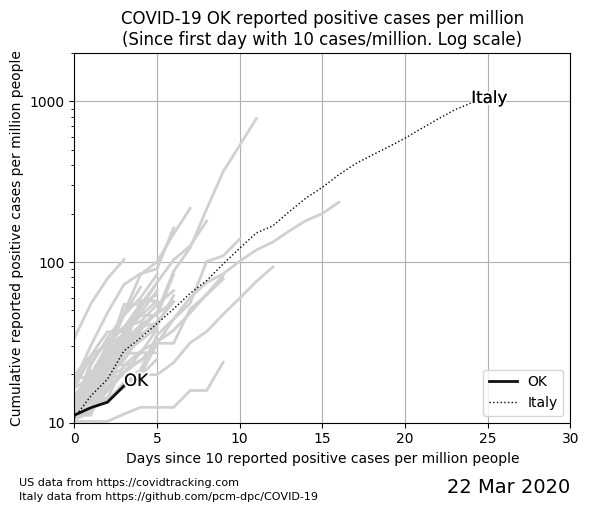 COVID-19 OK reported positive cases per million
(Since first day with 10 cases/million. Log scale)
Cumulative reported positive cases per million people
1000
100
10
Italy
OK
OK
Italy
0
5
10
15
20
25
30
Days since 10 reported positive cases per million people
US data from https://covidtracking.com
Italy data from https://github.com/pcm-dpc/COVID-19
22 Mar 2020